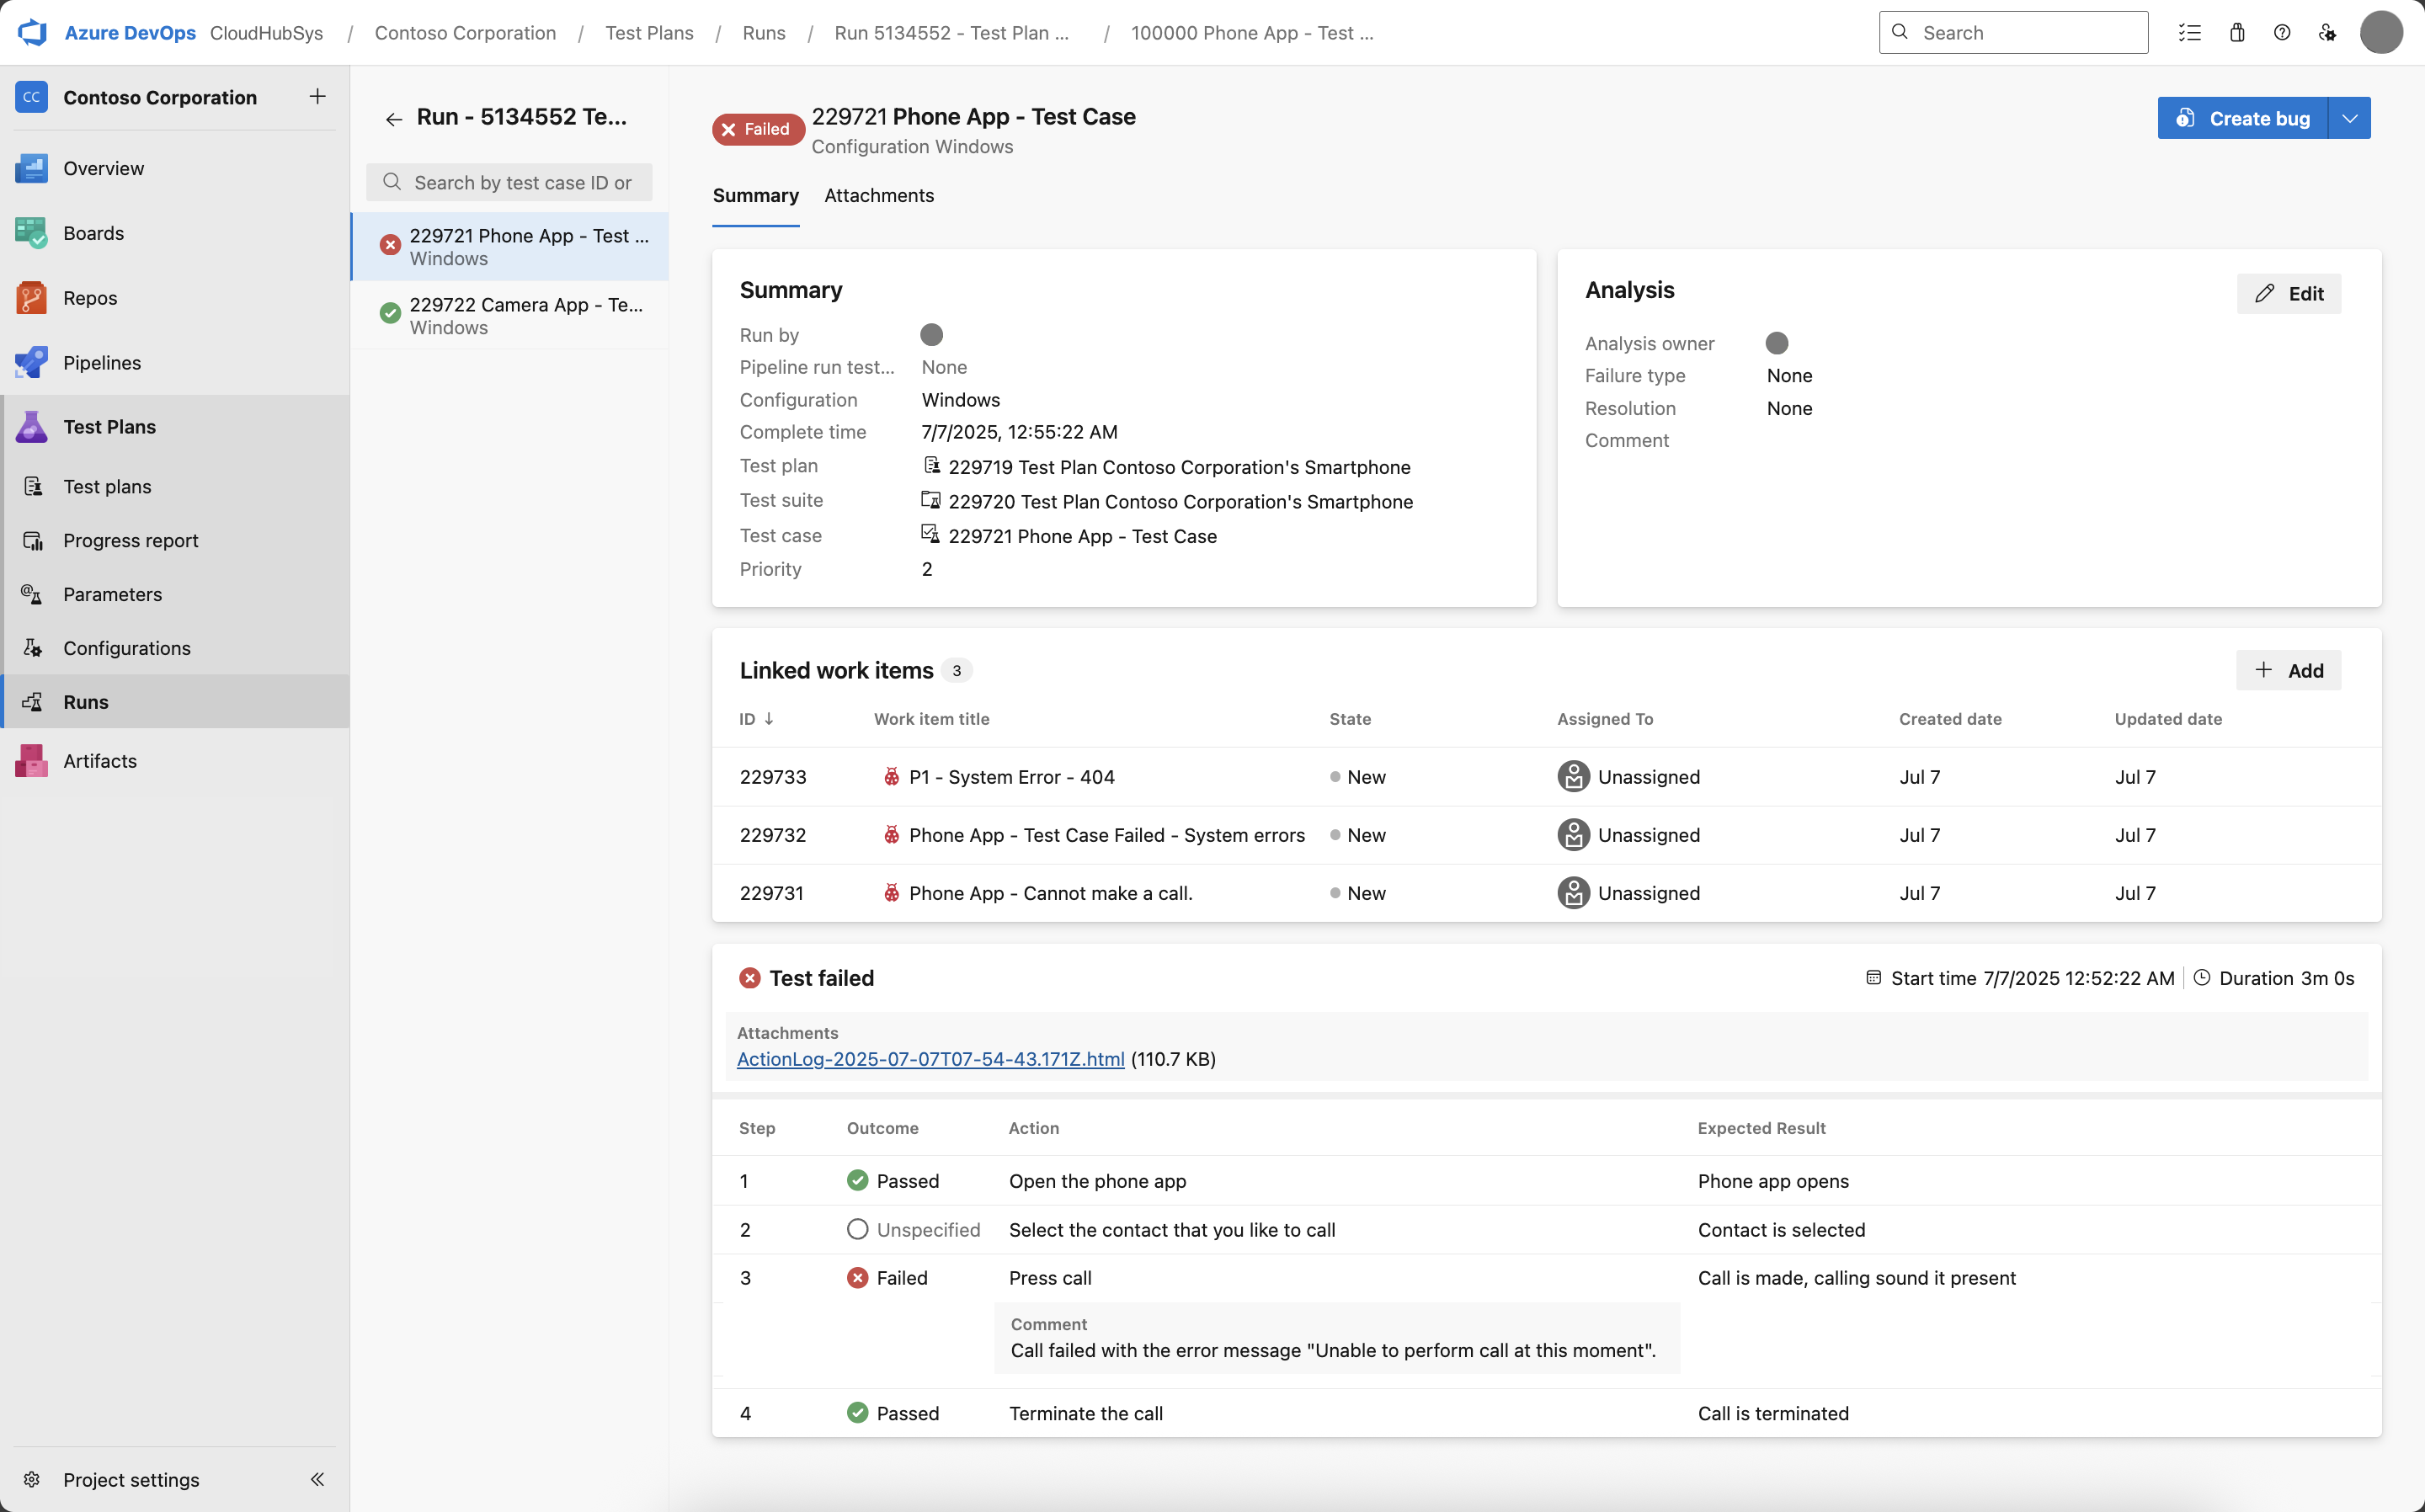 Azure DevOps CloudHubSys / Contoso Corporation / Test Plans / Runs / Run 5134552 - Test Plan ... / 100000 Phone App - Test ...
Search
CC Contoso Corporation
Overview
Boards
Repos
Pipelines
Test Plans
Test plans
Progress report
Parameters
Configurations
Runs
Artifacts
Project settings
Run - 5134552 Te...
Search by test case ID or
229721 Phone App - Test ...
Windows
229722 Camera App - Te...
Windows
Failed
229721 Phone App - Test Case
Configuration Windows
Create bug
Summary Attachments
Summary
Run by
Pipeline run test... None
Configuration Windows
Complete time 7/7/2025, 12:55:22 AM
Test plan 229719 Test Plan Contoso Corporation's Smartphone
Test suite 229720 Test Plan Contoso Corporation's Smartphone
Test case 229721 Phone App - Test Case
Priority 2
Analysis
Edit
Analysis owner
Failure type None
Resolution None
Comment
Linked work items 3
Add
ID Work item title State Assigned To Created date Updated date
229733 P1 - System Error - 404 New Unassigned Jul 7 Jul 7
229732 Phone App - Test Case Failed - System errors New Unassigned Jul 7 Jul 7
229731 Phone App - Cannot make a call. New Unassigned Jul 7 Jul 7
Test failed
Start time 7/7/2025 12:52:22 AM Duration 3m 0s
Attachments
ActionLog-2025-07-07T07-54-43.171Z.html (110.7 KB)
Step Outcome Action Expected Result
1 Passed Open the phone app Phone app opens
2 Unspecified Select the contact that you like to call Contact is selected
3 Failed Press call Call is made, calling sound it present
Comment
Call failed with the error message "Unable to perform call at this moment".
4 Passed Terminate the call Call is terminated